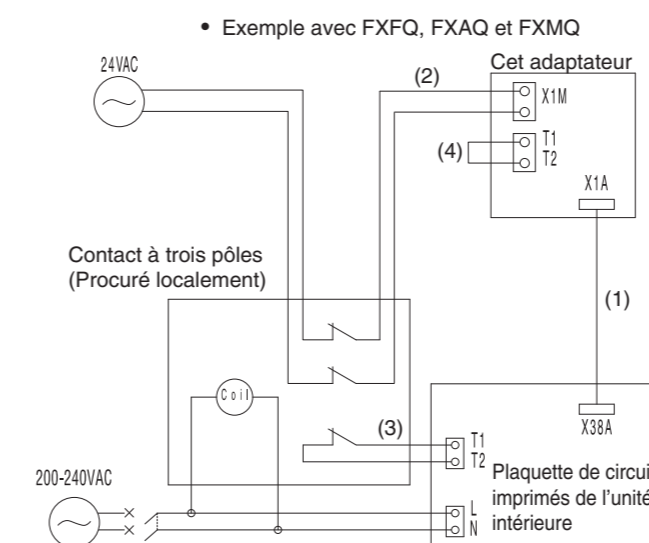 • Exemple avec FXFQ, FXAQ et FXMQ
24VAC
Cet adaptateur
(2)
X1M
(4)
T1
T2
X1A
Contact à trois pôles
(Procuré localement)
(1)
Coil
X38A
(3)
T1
T2
Plaquette de circui
imprimés de l'unité
intérieure
200-240VAC
L
N